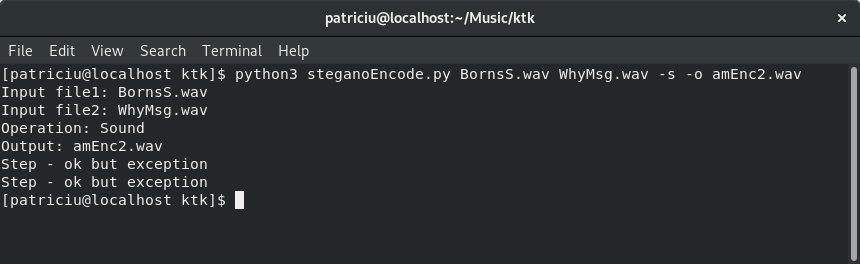 patriciu@localhost:~/Music/ktk ×
File Edit View Search Terminal Help
[patriciu@localhost ktk]$ python3 steganoEncode.py BornsS.wav WhyMsg.wav -s -o amEnc2.wav
Input file1: BornsS.wav
Input file2: WhyMsg.wav
Operation: Sound
Output: amEnc2.wav
Step - ok but exception
Step - ok but exception
[patriciu@localhost ktk]$